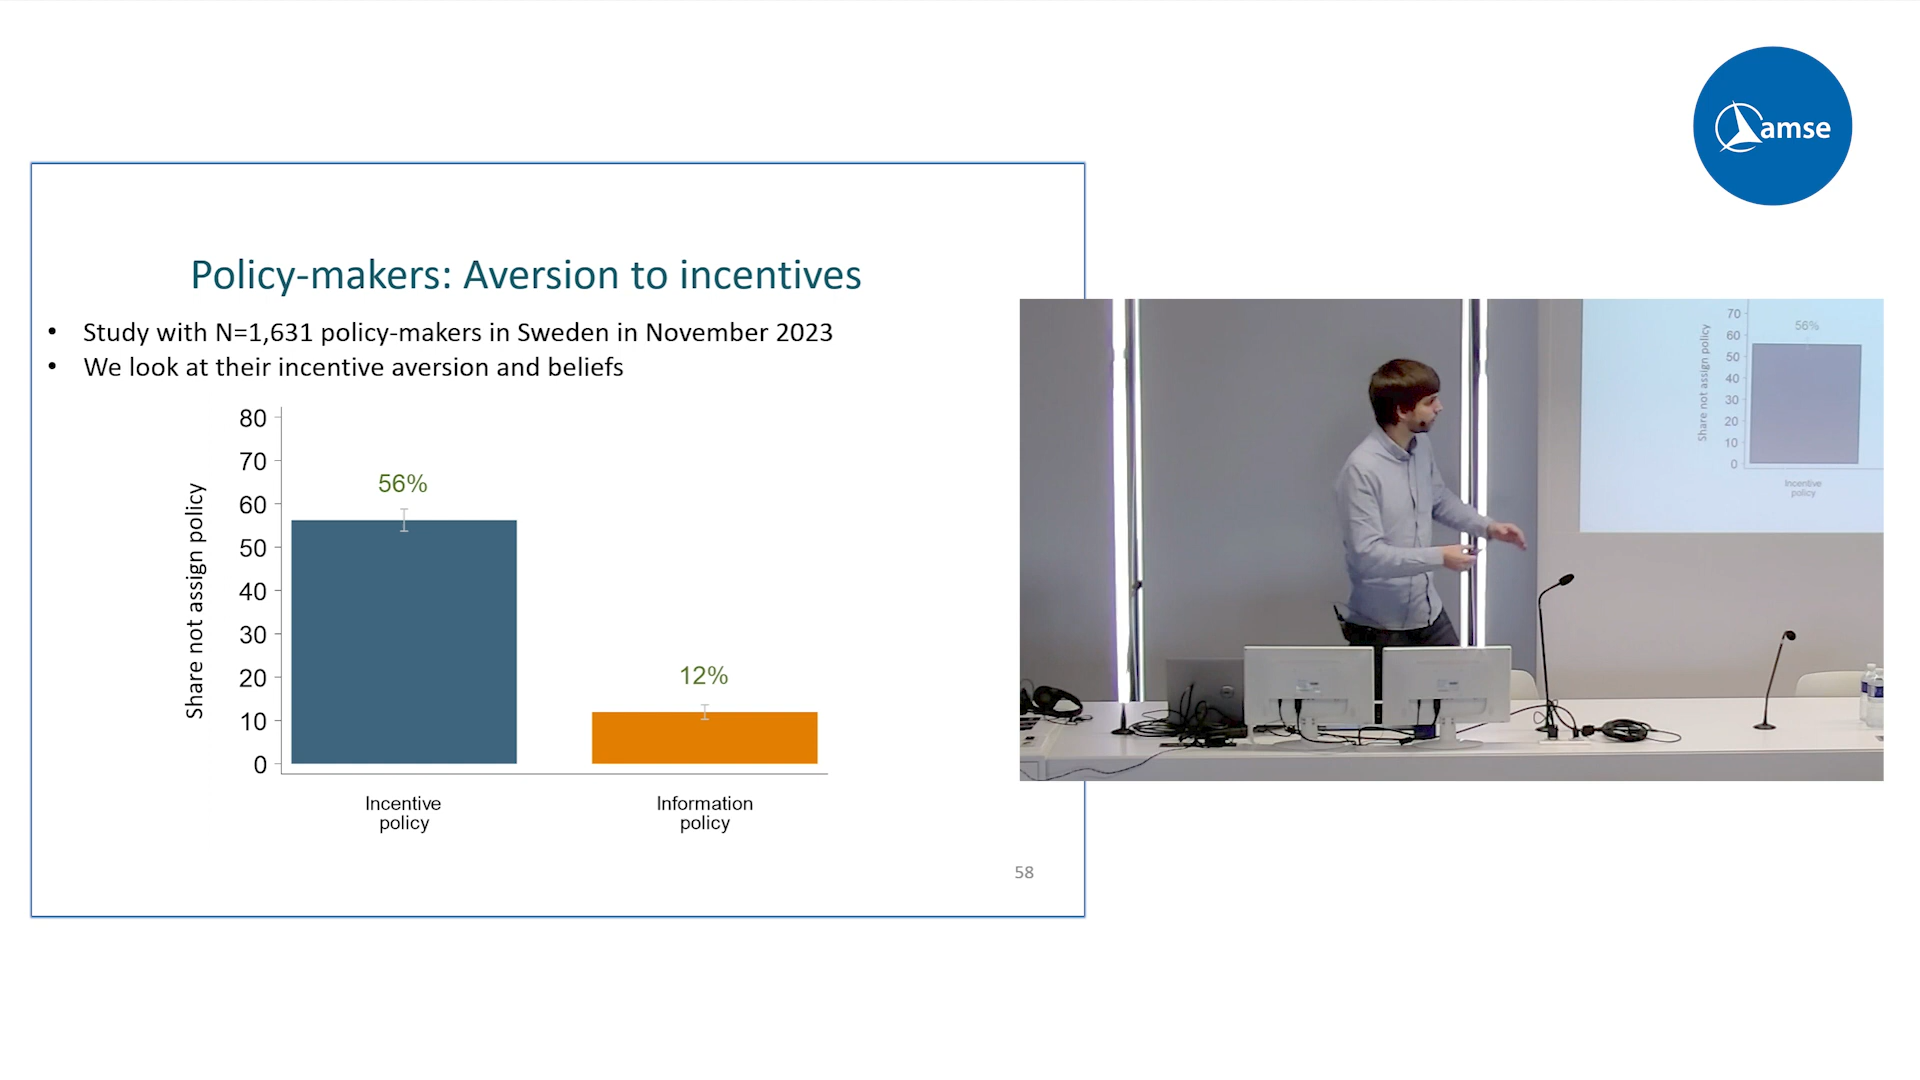 amse
Policy-makers: Aversion to incentives
• Study with N=1,631 policy-makers in Sweden in November 2023
• We look at their incentive aversion and beliefs
Share not assign policy
80
70
60
50
40
30
20
10
0
56%
12%
Incentive
policy
Information
policy
58
Share not assign policy
70
60
50
40
30
20
10
0
56%
Incentive
policy